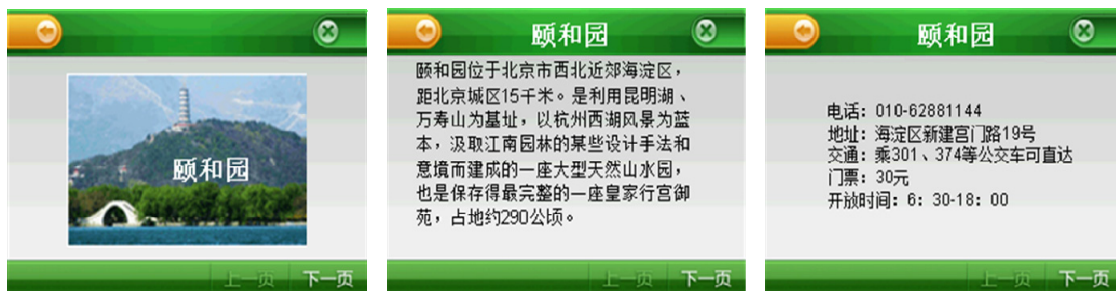 颐和园
上一页 下一页
颐和园
颐和园位于北京市西北近郊海淀区，
距北京城区15千米。是利用昆明湖、
万寿山为基址，以杭州西湖风景为蓝
本，汲取江南园林的某些设计手法和
意境而建成的一座大型天然山水园，
也是保存得最完整的一座皇家行宫御
苑，占地约290公顷。
上一页 下一页
颐和园
电话：010-62881144
地址：海淀区新建宫门路19号
交通：乘301、374等公交车可直达
门票：30元
开放时间：6：30-18：00
上一页 下一页